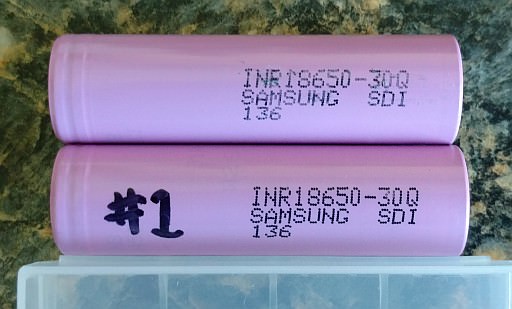 INR18650-30Q
SAMSUNG SDI
136
#1
INR18650-30Q
SAMSUNG SDI
136